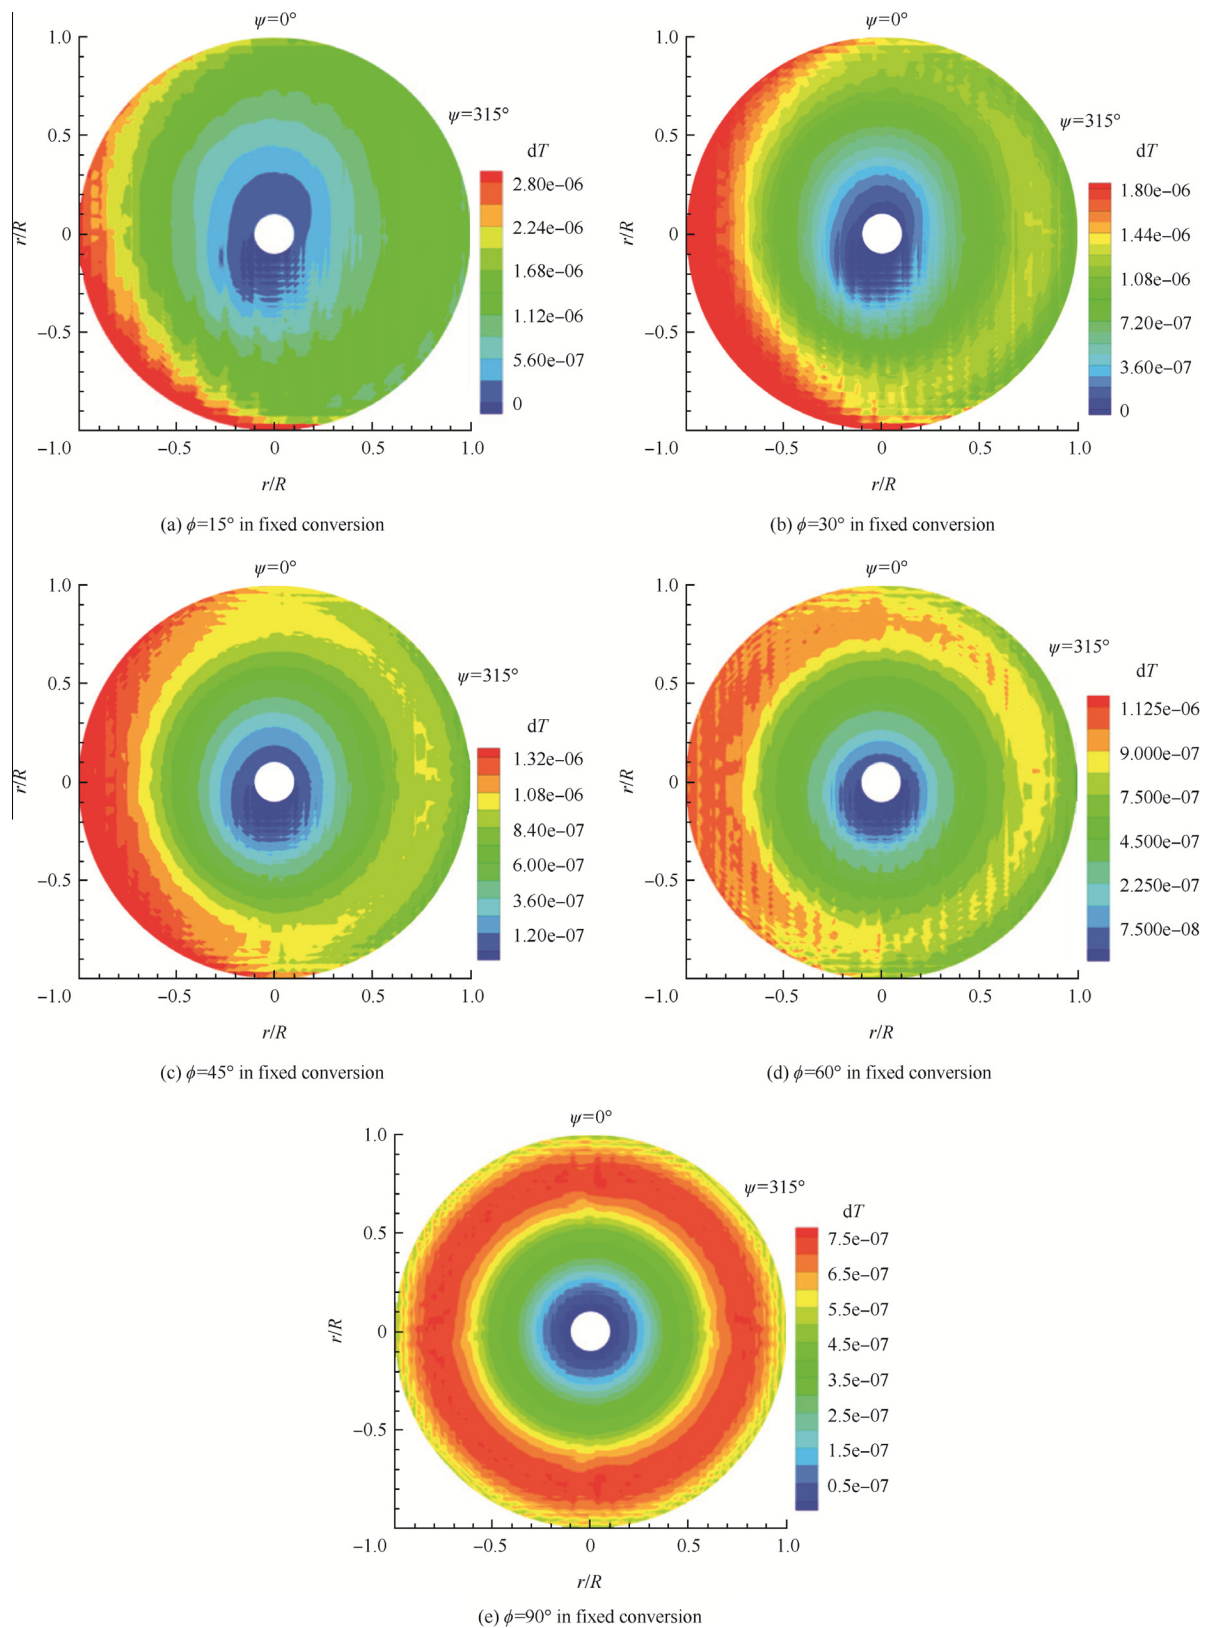 ψ=0°
1.0
0.5
0
−0.5
−1.0
−0.5
0
0.5
1.0
r/R
r/R
ψ=315°
dT
2.80e−06
2.24e−06
1.68e−06
1.12e−06
5.60e−07
0
(a) ϕ=15° in fixed conversion
ψ=0°
1.0
0.5
0
−0.5
−1.0
−0.5
0
0.5
1.0
r/R
r/R
ψ=315°
dT
1.80e−06
1.44e−06
1.08e−06
7.20e−07
3.60e−07
0
(b) ϕ=30° in fixed conversion
ψ=0°
1.0
0.5
0
−0.5
−1.0
−0.5
0
0.5
1.0
r/R
r/R
ψ=315°
dT
1.32e−06
1.08e−06
8.40e−07
6.00e−07
3.60e−07
1.20e−07
(c) ϕ=45° in fixed conversion
ψ=0°
1.0
0.5
0
−0.5
−1.0
−0.5
0
0.5
1.0
r/R
r/R
ψ=315°
dT
1.125e−06
9.000e−07
7.500e−07
4.500e−07
2.250e−07
7.500e−08
(d) ϕ=60° in fixed conversion
ψ=0°
1.0
0.5
0
−0.5
−1.0
−0.5
0
0.5
1.0
r/R
r/R
ψ=315°
dT
7.5e−07
6.5e−07
5.5e−07
4.5e−07
3.5e−07
2.5e−07
1.5e−07
0.5e−07
(e) ϕ=90° in fixed conversion